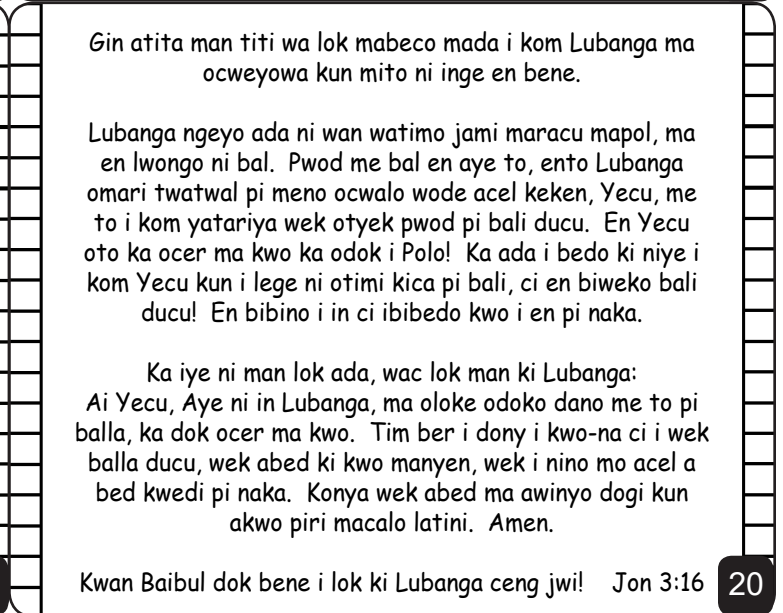 Gin atita man titi wa lok mabeco mada i kom Lubanga ma
ocweyowa kun mito ni inge en bene.
Lubanga ngeyo ada ni wan watimo jami maracu mapol, ma
en lwongo ni bal. Pwod me bal en aye to, ento Lubanga
omari twatwal pi meno ocwalo wode acel keken, Yecu, me
to i kom yatariya wek otyek pwod pi bali ducu. En Yecu
oto ka ocer ma kwo ka odok i Polo! Ka ada i bedo ki niye i
kom Yecu kun i lege ni otimi kica pi bali, ci en biweko bali
ducu! En bibino i in ci ibibedo kwo i en pi naka.
Ka iye ni man lok ada, wac lok man ki Lubanga:
Ai Yecu, Aye ni in Lubanga, ma oloke odoko dano me to pi
balla, ka dok ocer ma kwo. Tim ber i dony i kwo-na ci i wek
balla ducu, wek abed ki kwo manyen, wek i nino mo acel a
bed kwedi pi naka. Konya wek abed ma awinyo dogi kun
akwo piri macalo latini. Amen.
Kwan Baibul dok bene i lok ki Lubanga ceng jwi! Jon 3:16
20